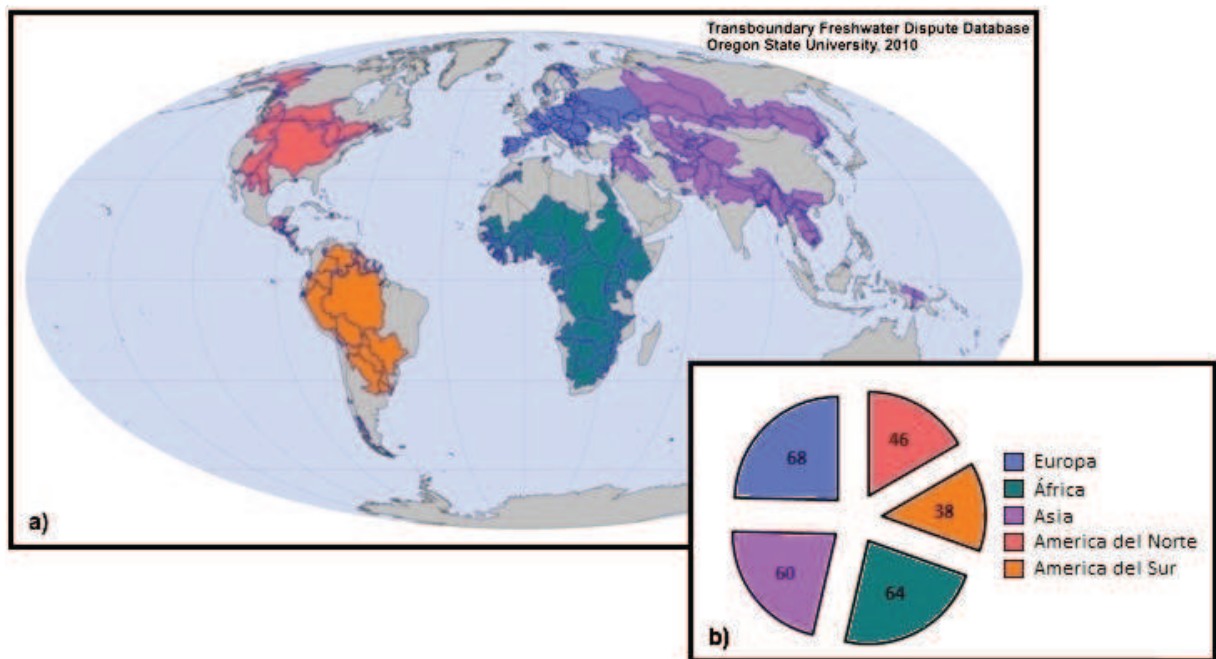 Transboundary Freshwater Dispute Database
Oregon State University, 2010
a)
68
46
38
60
64
Europa
África
Asia
America del Norte
America del Sur
b)